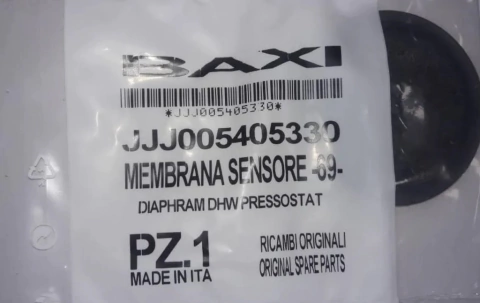 BAXI
*JJJ005405330*
JJJ005405330
MEMBRANA SENSORE -69-
DIAPHRAM DHW PRESSOSTAT
PZ.1
MADE IN ITA
RICAMBI ORIGINALI
ORIGINAL SPARE PARTS